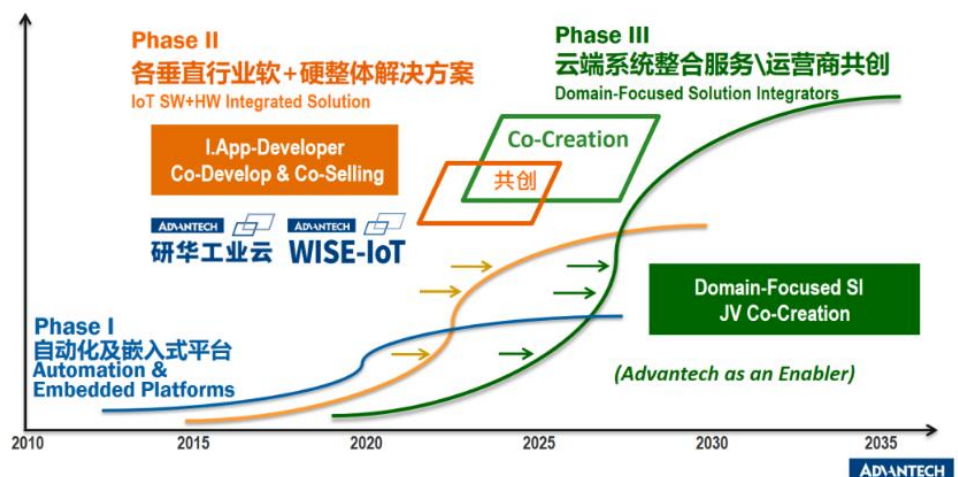 Phase II
各垂直行业软+硬整体解决方案
IoT SW+HW Integrated Solution
I.App-Developer
Co-Develop & Co-Selling
ADVANTECH
研华工业云
ADVANTECH
WISE-IoT
Phase III
云端系统整合服务\运营商共创
Domain-Focused Solution Integrators
Co-Creation
共创
Phase I
自动化及嵌入式平台
Automation &
Embedded Platforms
Domain-Focused SI
JV Co-Creation
(Advantech as an Enabler)
2010 2015 2020 2025 2030 2035
ADVANTECH